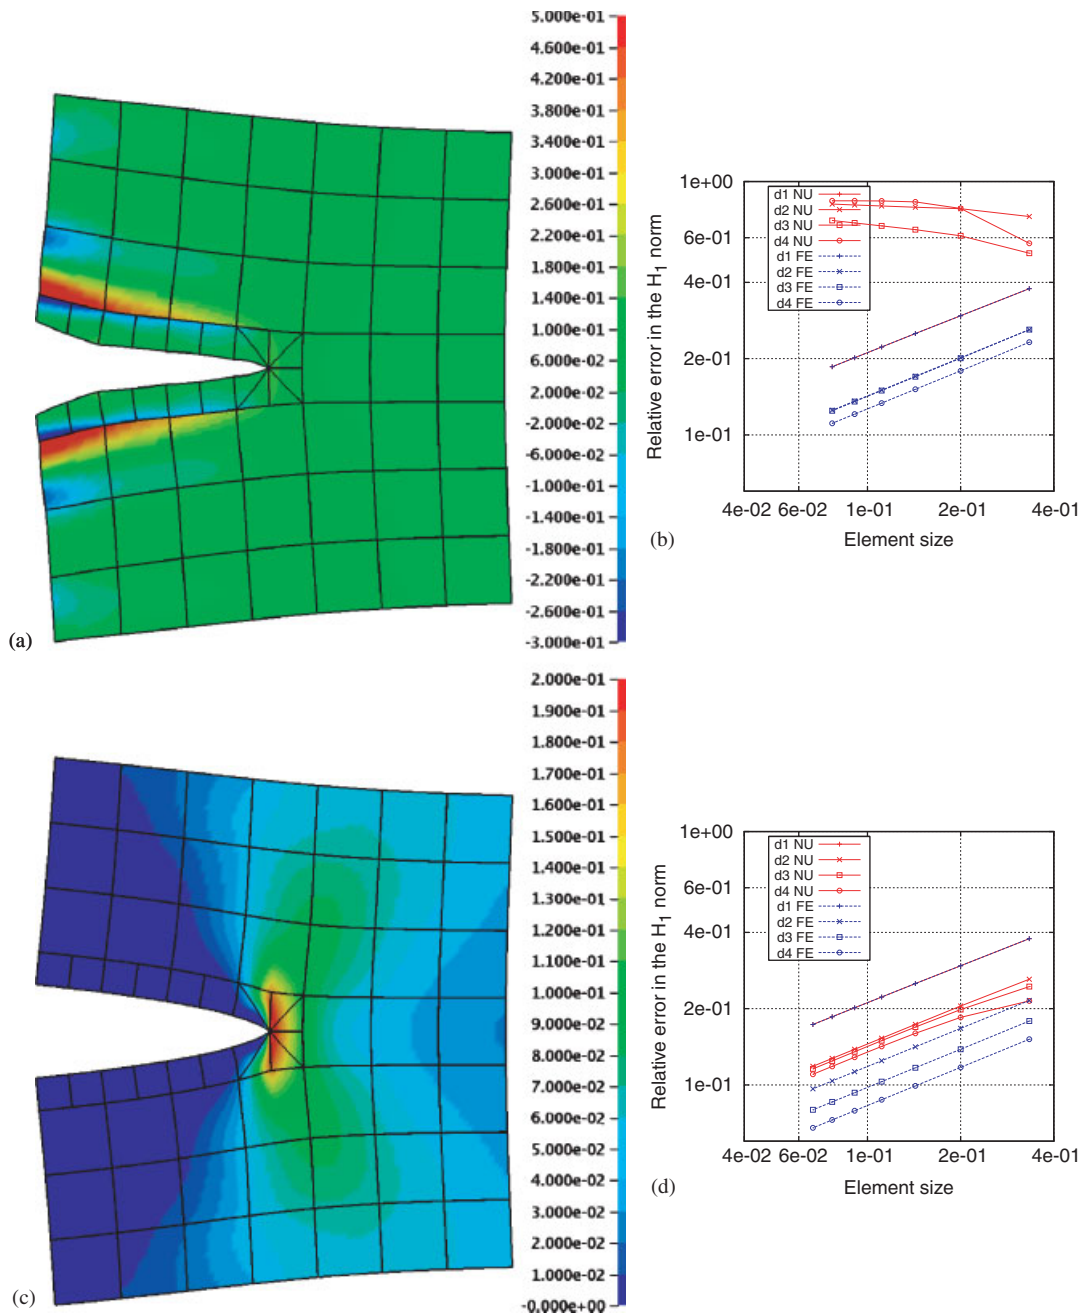 5.000e-01
4.600e-01
4.200e-01
3.800e-01
3.400e-01
3.000e-01
2.600e-01
2.200e-01
1.800e-01
1.400e-01
1.000e-01
6.000e-02
2.000e-02
-2.000e-02
-6.000e-02
-1.000e-01
-1.400e-01
-1.800e-01
-2.200e-01
-2.600e-01
-3.000e-01
(a)
1e+00
6e-01
4e-01
2e-01
1e-01
Relative error in the H1 norm
d1 NU
d2 NU
d3 NU
d4 NU
d1 FE
d2 FE
d3 FE
d4 FE
4e-02 6e-02 1e-01 2e-01 4e-01
Element size
(b)
2.000e-01
1.900e-01
1.800e-01
1.700e-01
1.600e-01
1.500e-01
1.400e-01
1.300e-01
1.200e-01
1.100e-01
1.000e-01
9.000e-02
8.000e-02
7.000e-02
6.000e-02
5.000e-02
4.000e-02
3.000e-02
2.000e-02
1.000e-02
-0.000e+00
(c)
1e+00
6e-01
4e-01
2e-01
1e-01
Relative error in the H1 norm
d1 NU
d2 NU
d3 NU
d4 NU
d1 FE
d2 FE
d3 FE
d4 FE
4e-02 6e-02 1e-01 2e-01 4e-01
Element size
(d)